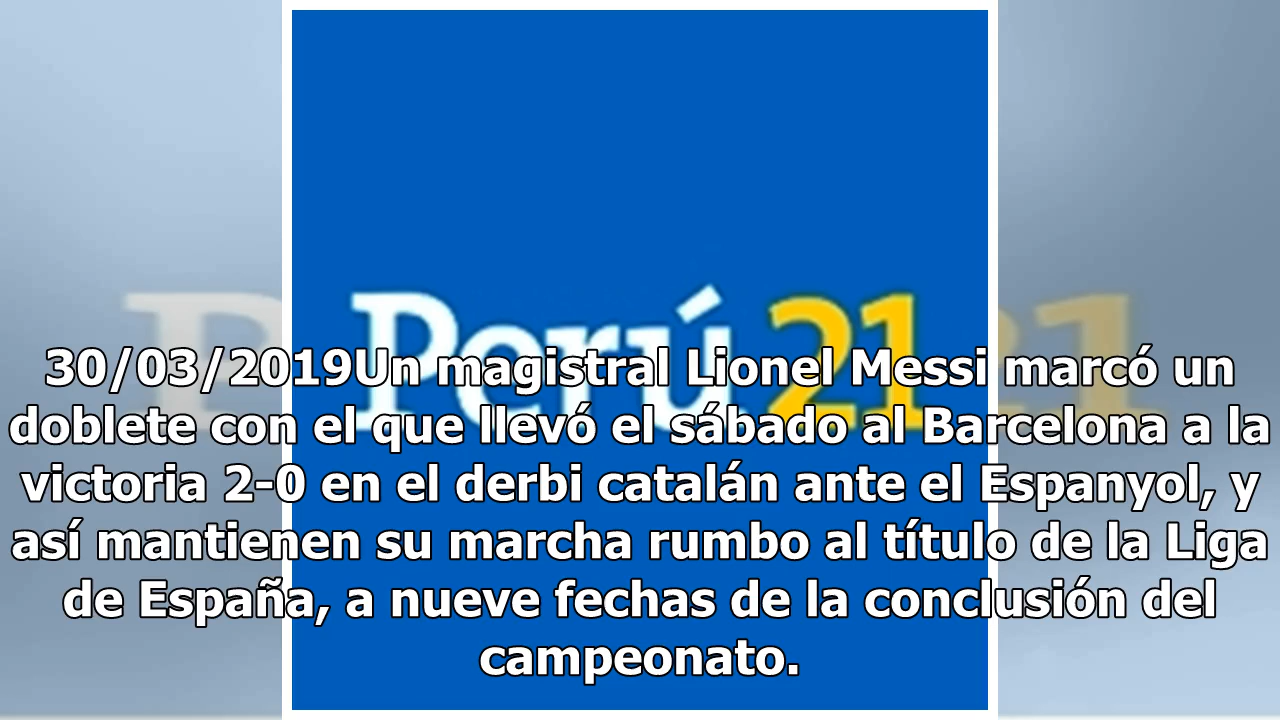 Perú 21
30/03/2019Un magistral Lionel Messi marcó un
doblete con el que llevó el sábado al Barcelona a la
victoria 2-0 en el derbi catalán ante el Espanyol, y
así mantienen su marcha rumbo al título de la Liga
de España, a nueve fechas de la conclusión del
campeonato.